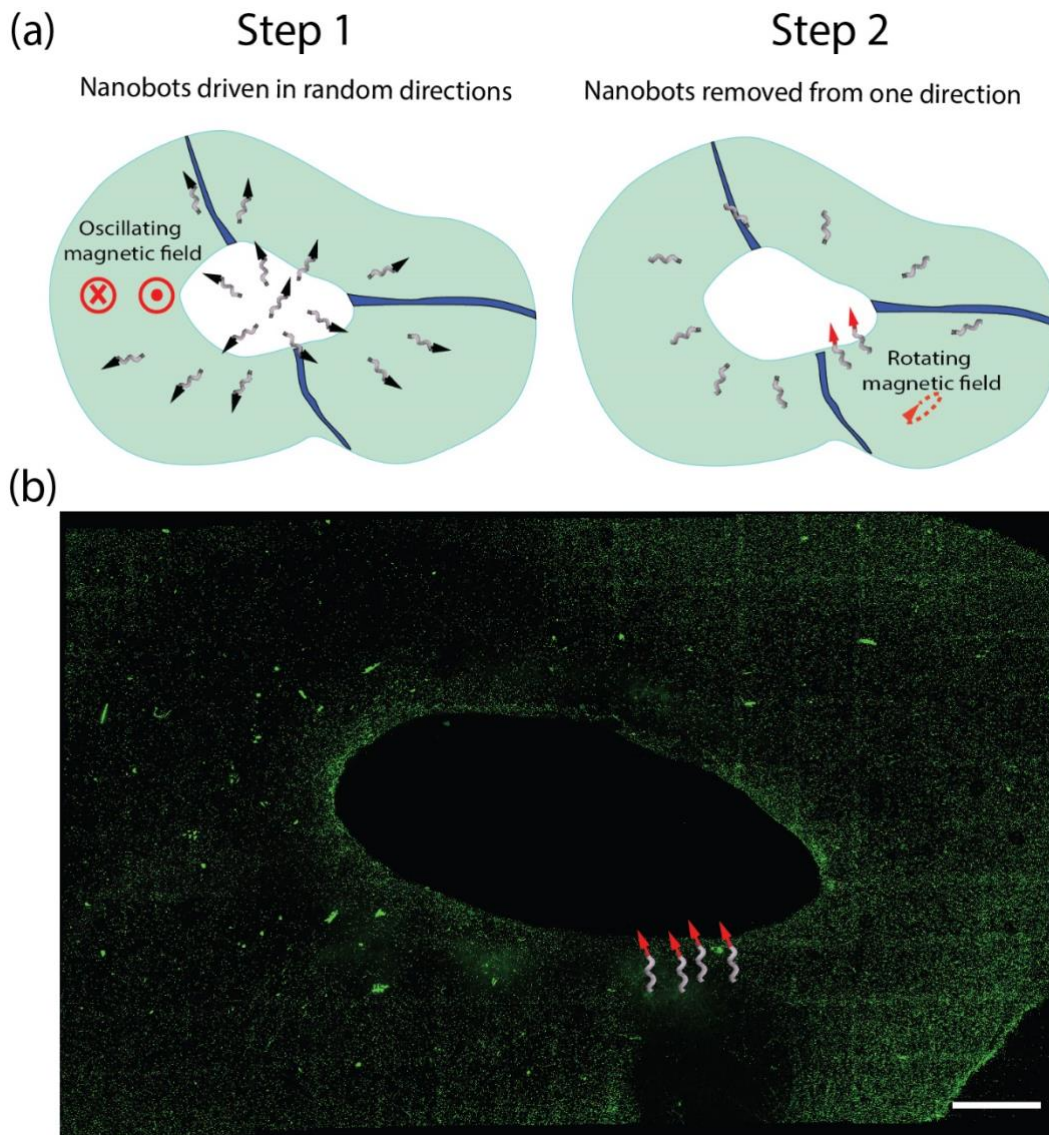 (a)
Step 1
Step 2
Nanobots driven in random directions
Nanobots removed from one direction
Oscillating
magnetic field
Rotating
magnetic field
(b)